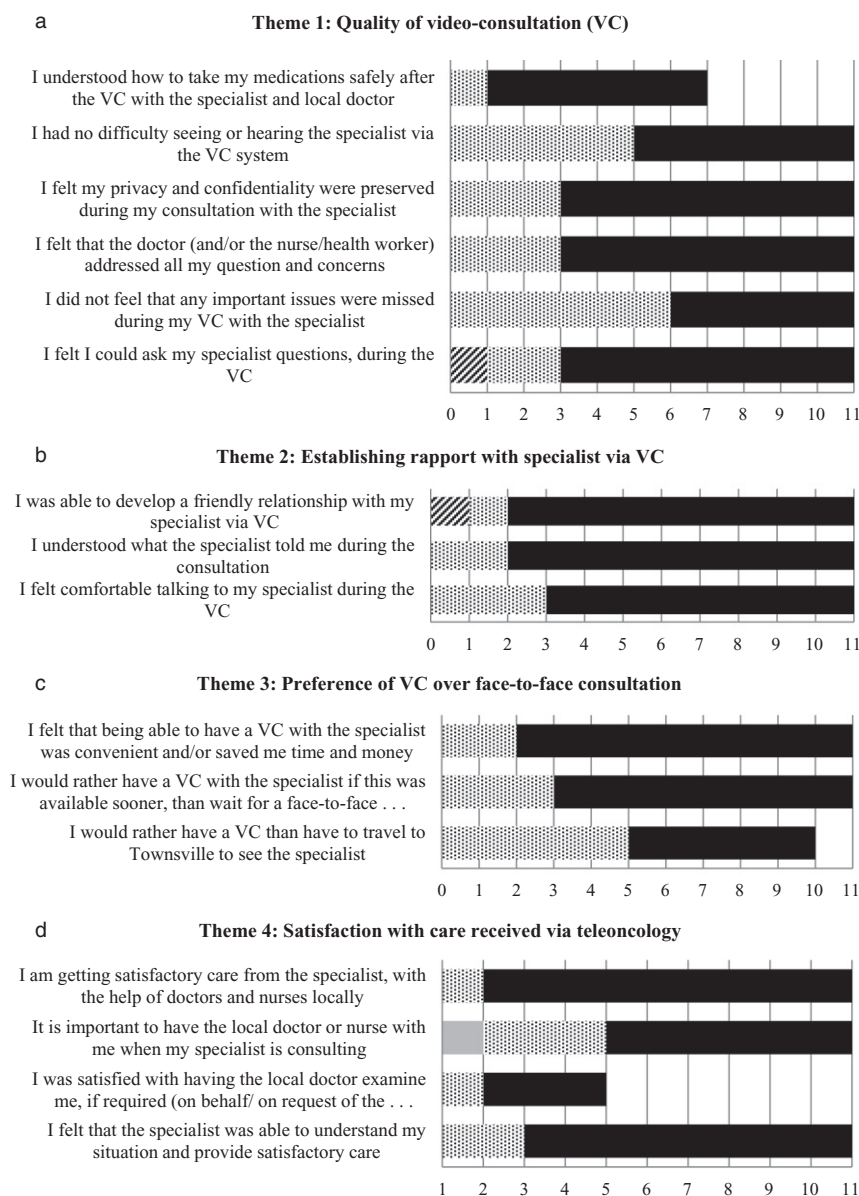 a
Theme 1: Quality of video-consultation (VC)
I understood how to take my medications safely after
the VC with the specialist and local doctor
I had no difficulty seeing or hearing the specialist via
the VC system
I felt my privacy and confidentiality were preserved
during my consultation with the specialist
I felt that the doctor (and/or the nurse/health worker)
addressed all my question and concerns
I did not feel that any important issues were missed
during my VC with the specialist
I felt I could ask my specialist questions, during the
VC
0 1 2 3 4 5 6 7 8 9 10 11
b
Theme 2: Establishing rapport with specialist via VC
I was able to develop a friendly relationship with my
specialist via VC
I understood what the specialist told me during the
consultation
I felt comfortable talking to my specialist during the
VC
0 1 2 3 4 5 6 7 8 9 10 11
c
Theme 3: Preference of VC over face-to-face consultation
I felt that being able to have a VC with the specialist
was convenient and/or saved me time and money
I would rather have a VC with the specialist if this was
available sooner, than wait for a face-to-face . . .
I would rather have a VC than have to travel to
Townsville to see the specialist
0 1 2 3 4 5 6 7 8 9 10 11
d
Theme 4: Satisfaction with care received via teleoncology
I am getting satisfactory care from the specialist, with
the help of doctors and nurses locally
It is important to have the local doctor or nurse with
me when my specialist is consulting
I was satisfied with having the local doctor examine
me, if required (on behalf/ on request of the . . .
I felt that the specialist was able to understand my
situation and provide satisfactory care
1 2 3 4 5 6 7 8 9 10 11